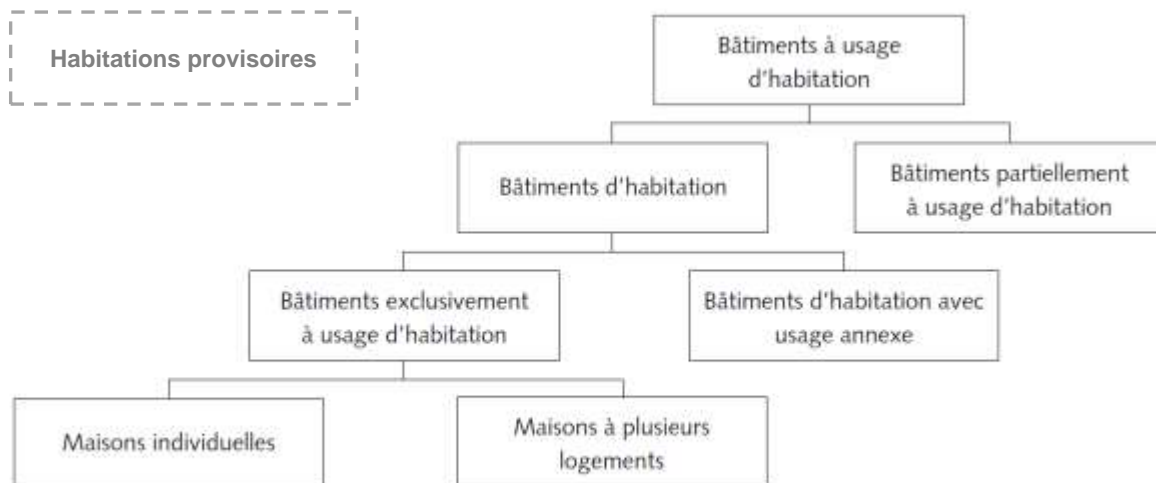 Habitations provisoires
Bâtiments à usage
d'habitation
Bâtiments d'habitation
Bâtiments partiellement
à usage d'habitation
Bâtiments exclusivement
à usage d'habitation
Bâtiments d'habitation avec
usage annexe
Maisons individuelles
Maisons à plusieurs
logements